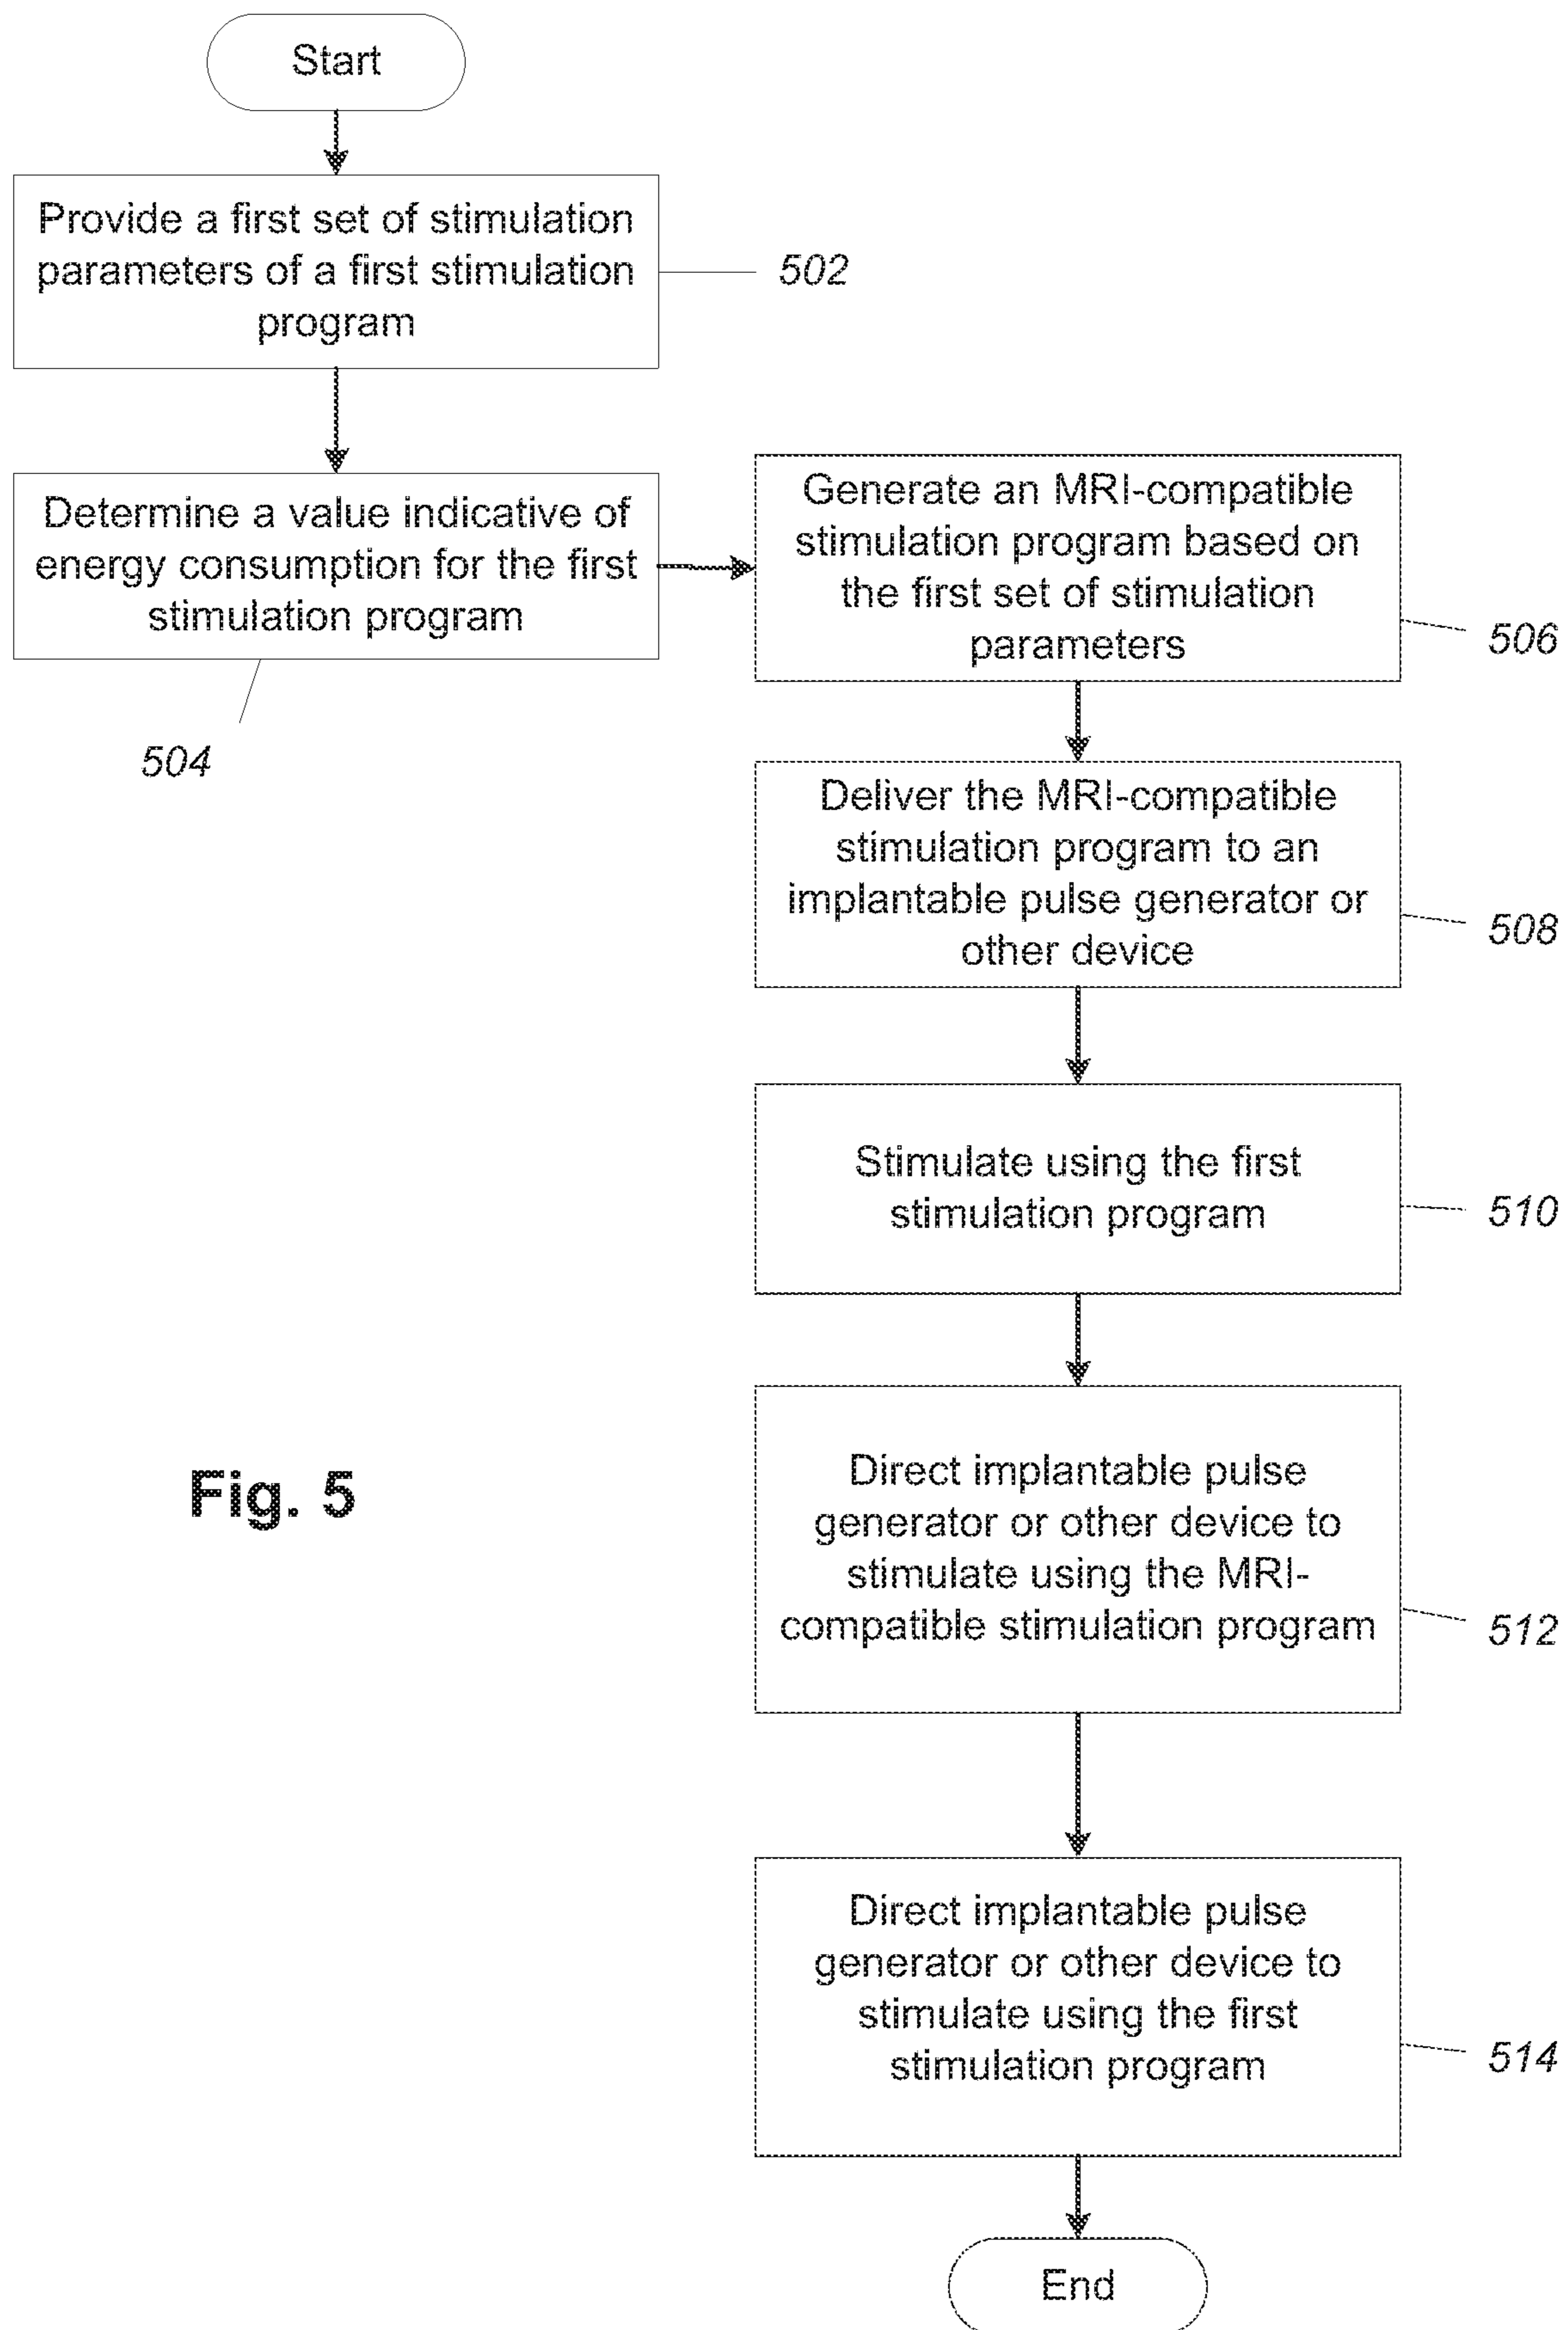 Start
Provide a first set of stimulation
parameters of a first stimulation
program
502
Determine a value indicative of
energy consumption for the first
stimulation program
504
Generate an MRI-compatible
stimulation program based on
the first set of stimulation
parameters
506
Deliver the MRI-compatible
stimulation program to an
implantable pulse generator or
other device
508
Stimulate using the first
stimulation program
510
Direct implantable pulse
generator or other device to
stimulate using the MRI-
compatible stimulation program
512
Fig. 5
Direct implantable pulse
generator or other device to
stimulate using the first
stimulation program
514
End